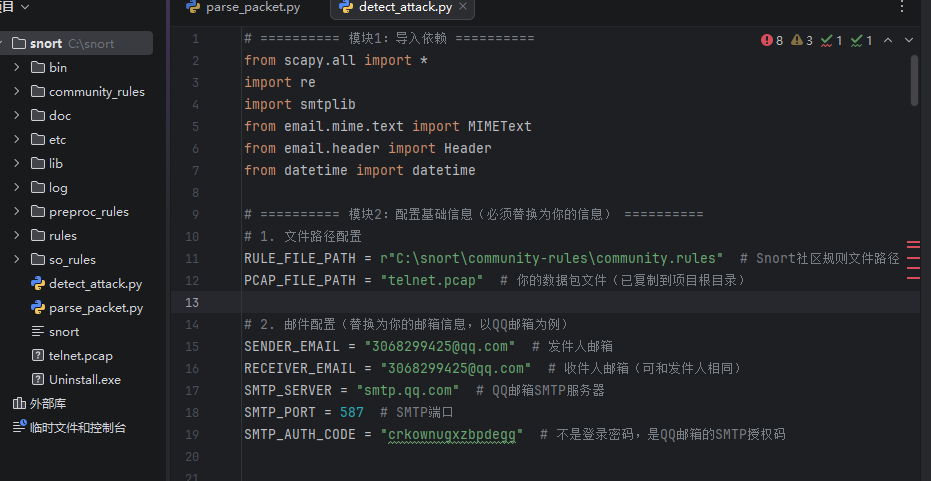 项目
parse_packet.py
detect_attack.py
snort C:\snort
bin
community_rules
doc
etc
lib
log
preproc_rules
rules
so_rules
detect_attack.py
parse_packet.py
snort
telnet.pcap
Uninstall.exe
外部库
临时文件和控制台
8 3 1 1
1 # ========== 模块1：导入依赖 ==========
2 from scapy.all import *
3 import re
4 import smtplib
5 from email.mime.text import MIMEText
6 from email.header import Header
7 from datetime import datetime
8
9 # ========== 模块2：配置基础信息（必须替换为你的信息） ==========
10 # 1. 文件路径配置
11 RULE_FILE_PATH = r"C:\snort\community-rules\community.rules" # Snort社区规则文件路径
12 PCAP_FILE_PATH = "telnet.pcap" # 你的数据包文件（已复制到项目根目录）
13
14 # 2. 邮件配置（替换为你的邮箱信息，以QQ邮箱为例）
15 SENDER_EMAIL = "3068299425@qq.com" # 发件人邮箱
16 RECEIVER_EMAIL = "3068299425@qq.com" # 收件人邮箱（可和发件人相同）
17 SMTP_SERVER = "smtp.qq.com" # QQ邮箱SMTP服务器
18 SMTP_PORT = 587 # SMTP端口
19 SMTP_AUTH_CODE = "crkownugxzbpdegg" # 不是登录密码，是QQ邮箱的SMTP授权码
20
21